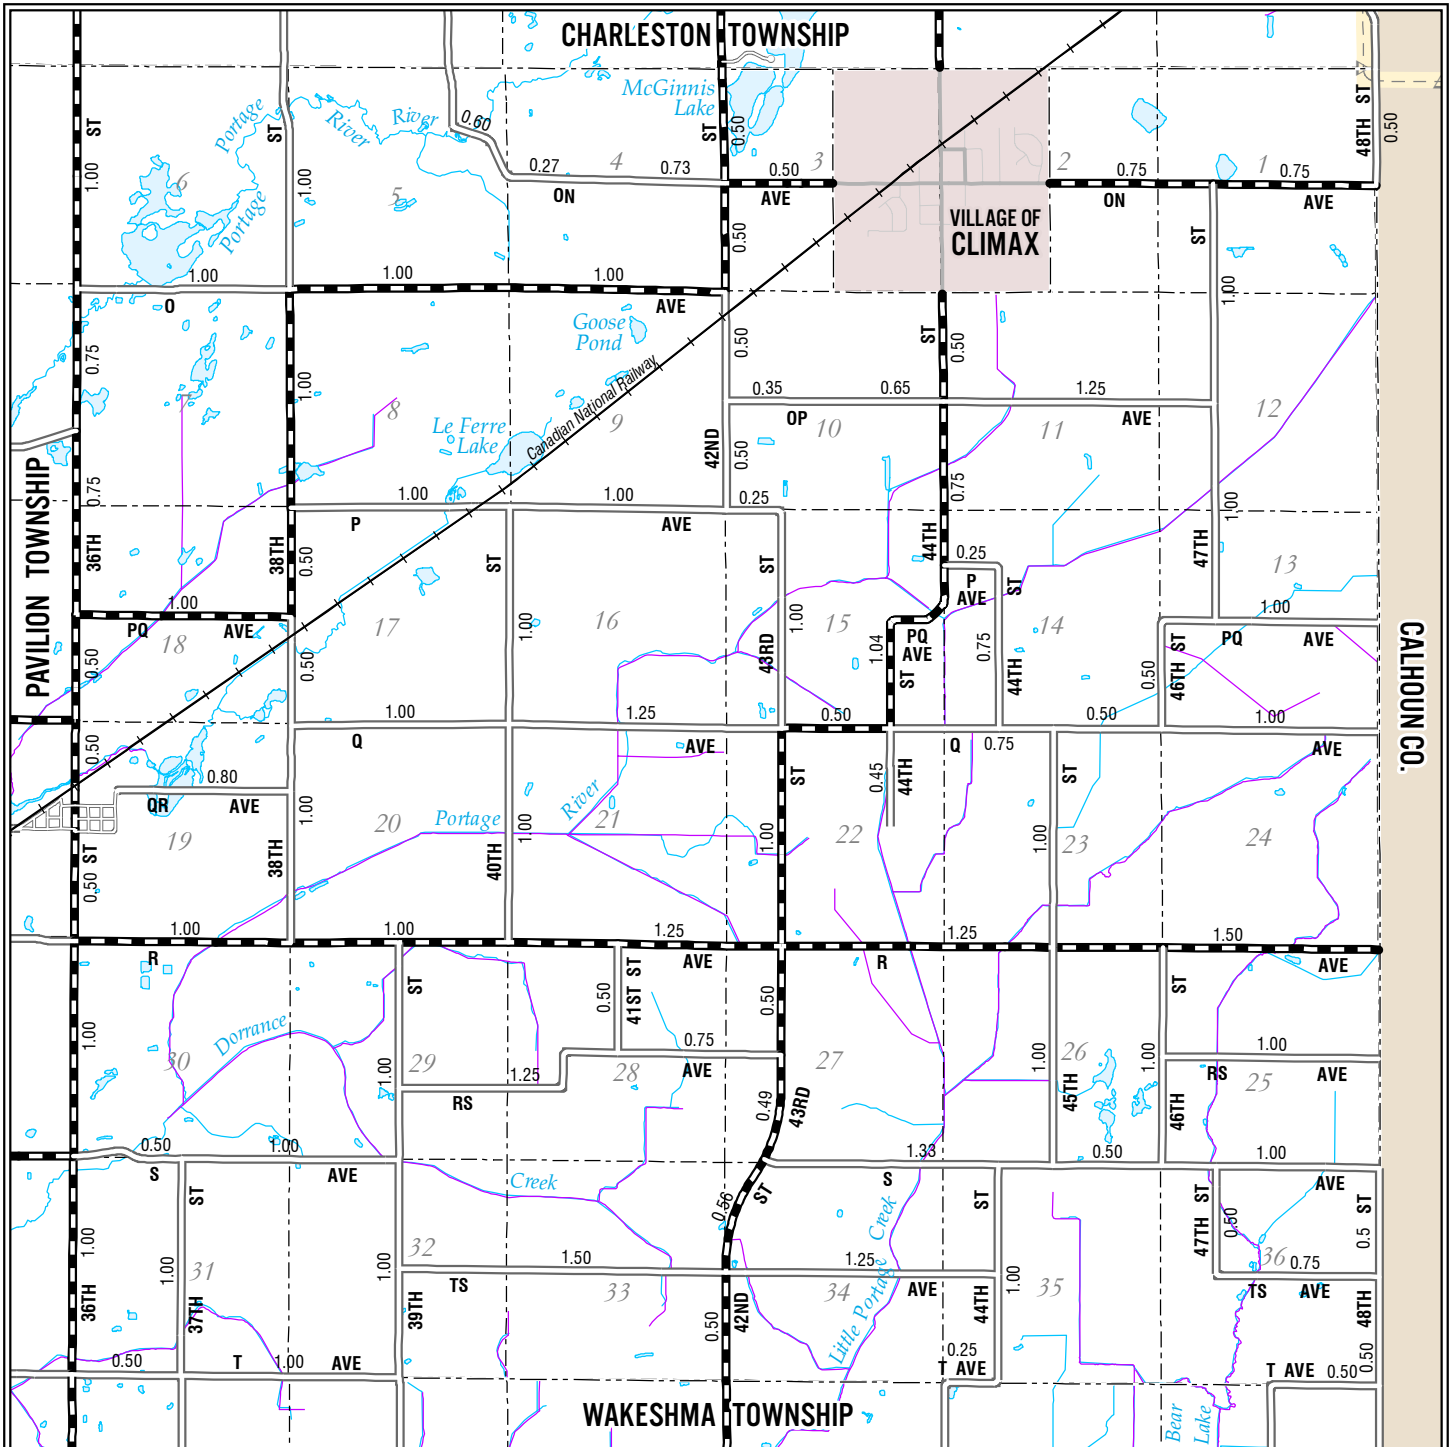 CHARLESTON TOWNSHIP
McGinnis
Lake
ST
ST
ST
0.50
48TH ST
0.50
Portage
River
River
0.60
1.00
1.00
6
5
4
3
2
1
0.27
0.73
0.50
0.75
0.75
ON
AVE
ON
AVE
Portage
VILLAGE OF
CLIMAX
0.50
ST
1.00
1.00
1.00
1.00
O
AVE
Goose
Pond
0.75
1.00
0.50
ST
0.50
Canadian National Railway
7
8
9
10
11
12
0.35
0.65
1.25
OP
AVE
Le Ferre
Lake
42ND
0.50
PAVILION TOWNSHIP
0.75
0.75
1.00
1.00
1.00
0.25
P
AVE
36TH
38TH
0.50
ST
ST
44TH
47TH
0.25
P
AVE
ST
13
1.00
PQ
AVE
18
17
16
15
14
1.00
1.00
1.04
PQ
AVE
ST
0.75
44TH
1.00
PQ
AVE
46TH ST
0.50
CALHOUN CO.
0.50
0.50
43RD
1.00
1.25
0.50
0.50
1.00
Q
AVE
Q
0.75
AVE
0.50
0.80
QR
AVE
ST
0.45
44TH
ST
1.00
19
20
Portage
River
21
22
23
24
1.00
1.00
1.00
ST
0.50
38TH
40TH
1.00
1.00
1.25
1.25
1.50
R
AVE
R
AVE
ST
0.50
41ST ST
0.50
ST
1.00
Dorrance
30
29
28
27
26
25
1.00
1.25
0.75
1.00
1.00
1.00
RS
AVE
RS
AVE
0.49
43RD
45TH
46TH
0.50
1.00
1.33
0.50
1.00
S
AVE
S
AVE
ST
Creek
ST
0.56
ST
47TH ST
0.50
ST
0.5
1.00
1.00
1.00
31
32
33
34
35
36
1.50
1.25
0.75
TS
AVE
TS
AVE
Little Portage Creek
1.00
36TH
37TH
39TH
0.50
42ND
44TH
48TH
0.50
0.50
T
1.00
AVE
0.25
T AVE
T AVE
0.50
WAKESHMA TOWNSHIP
Bear
Lake